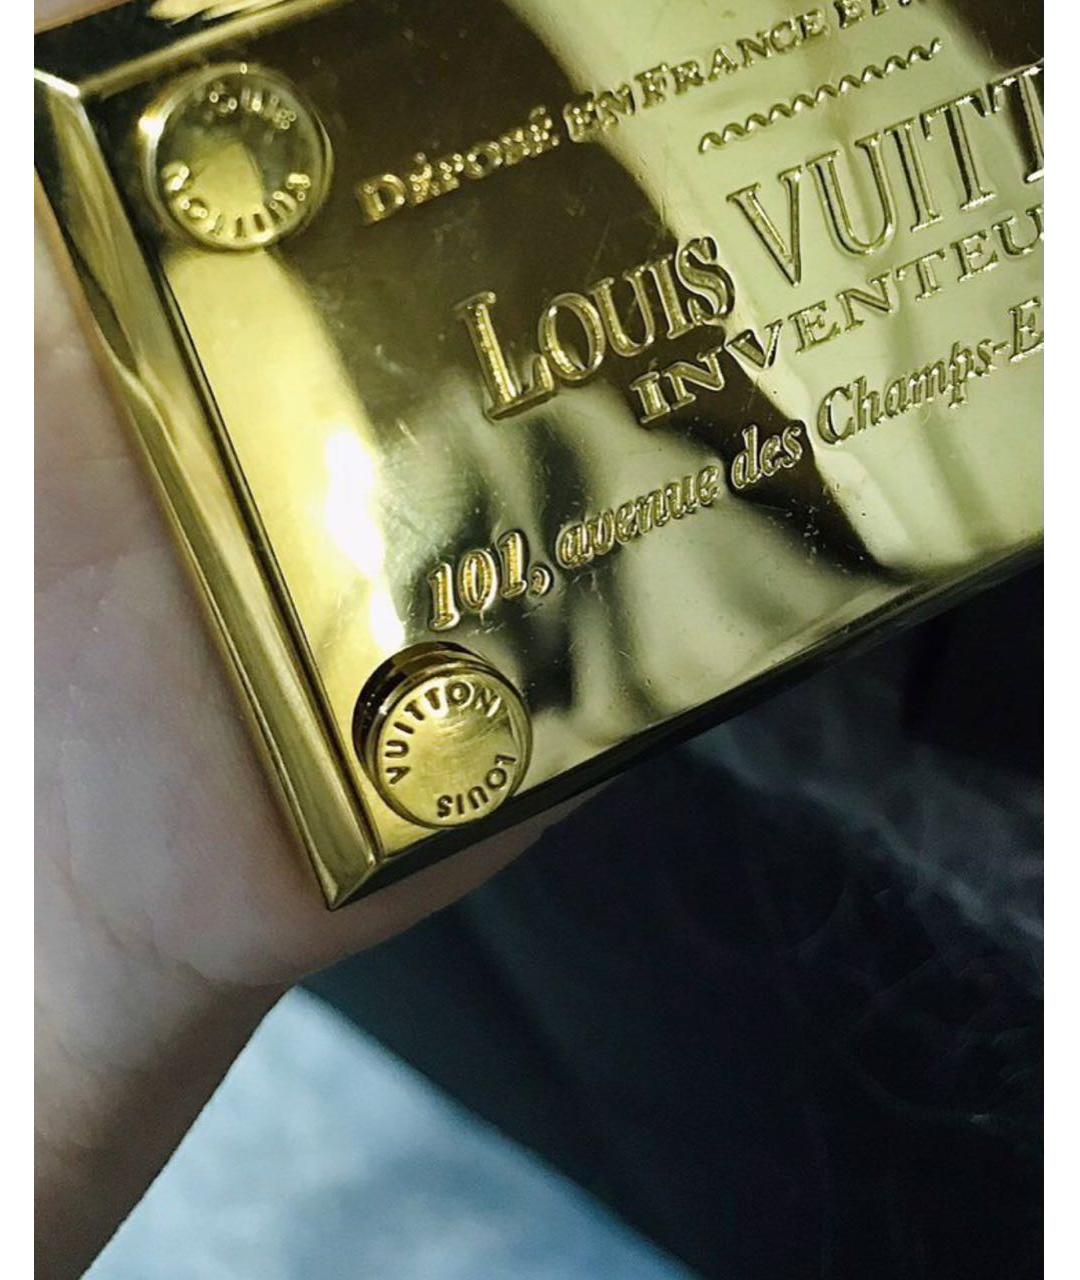 DÉPOSÉ EN FRANCE ET
LOUIS VUITT
INVENTEU
101, avenue des Champs-E
LOUIS VUITTON
LOUIS VUITTON